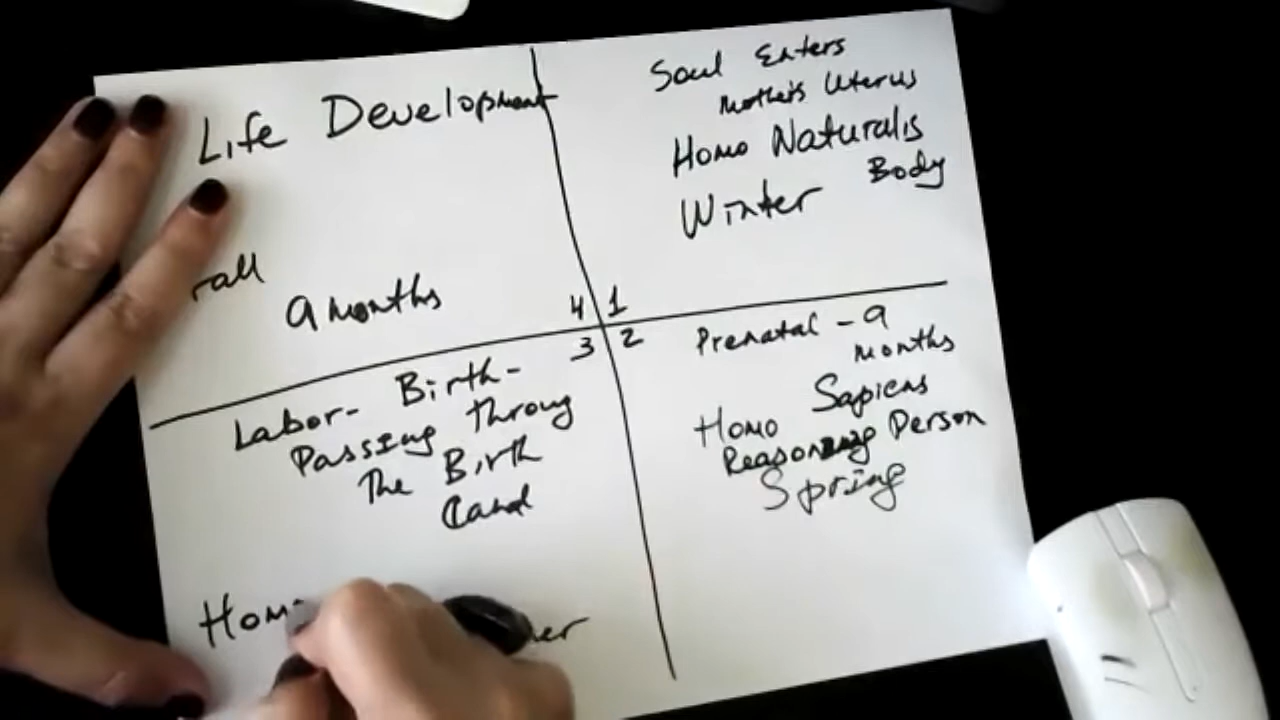 Life Development
9 months
4
Soul Enters
Mother's Uterus
Homo Naturalis
Body
Winter
1
2
Prenatal - 9
months
Homo Sapiens
Reasoning Person
Spring
3
Labor- Birth-
Passing Throug
The Birth
Canal